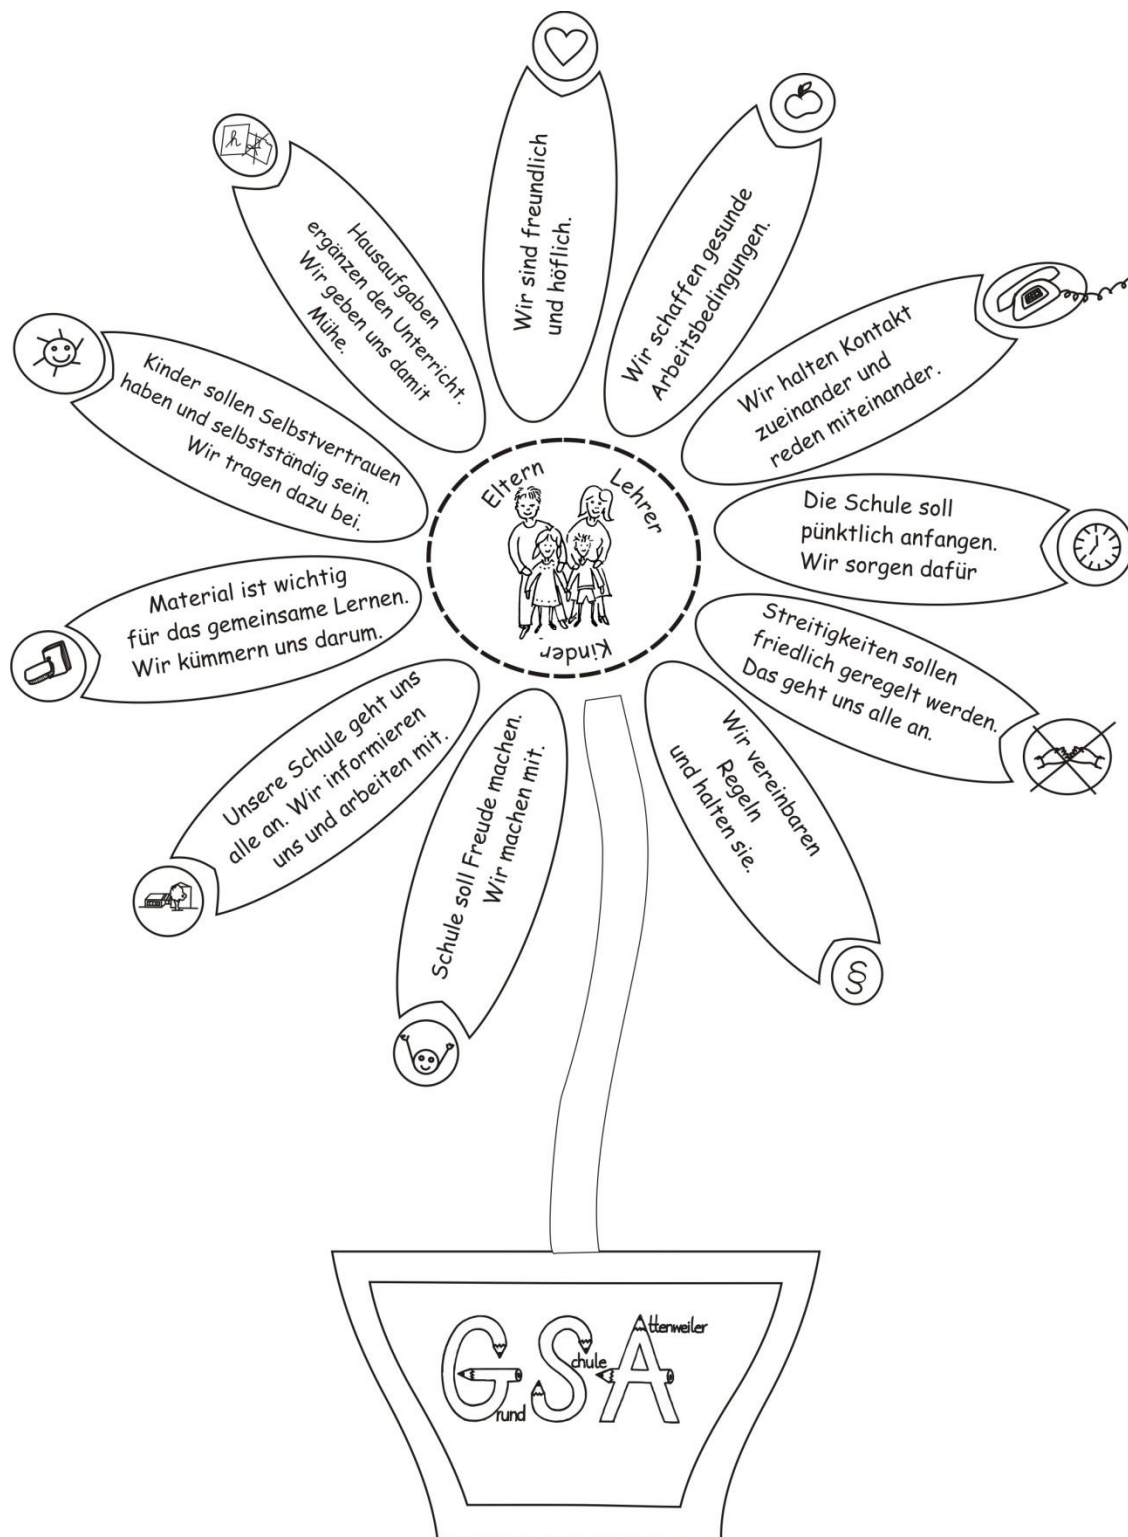 Wir sind freundlich
und höflich.
Wir schaffen gesunde
Arbeitsbedingungen.
Wir halten Kontakt
zueinander und
reden miteinander.
Die Schule soll
pünktlich anfangen.
Wir sorgen dafür
Streitigkeiten sollen
friedlich geregelt werden.
Das geht uns alle an.
Wir vereinbaren
Regeln
und halten sie.
§
Schule soll Freude machen.
Wir machen mit.
Unsere Schule geht uns
alle an. Wir informieren
uns und arbeiten mit.
Material ist wichtig
für das gemeinsame Lernen.
Wir kümmern uns darum.
Kinder sollen Selbstvertrauen
haben und selbstständig sein.
Wir tragen dazu bei.
Hausaufgaben
ergänzen den Unterricht.
Wir geben uns damit
Mühe.
h
Eltern
Lehrer
Kinder
Grund
Schule
Attenweiler